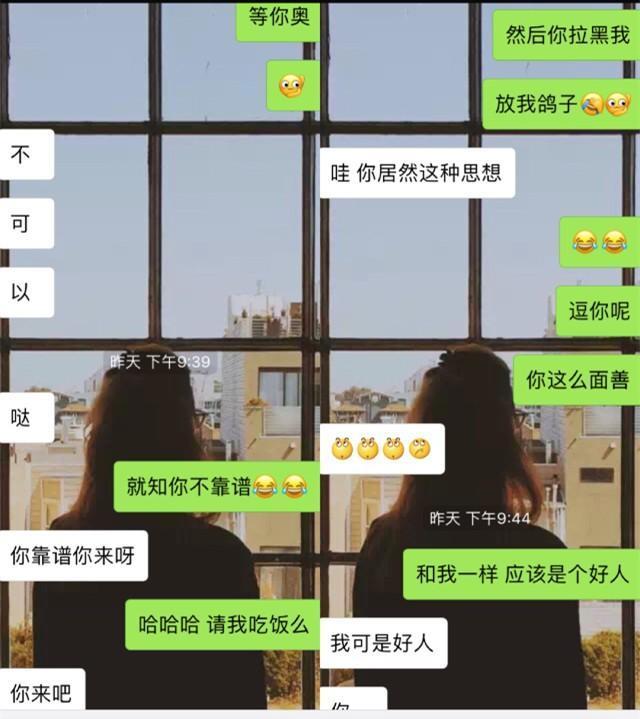 等你奥
不
可
以
昨天 下午9:39
哒
就知你不靠谱
你靠谱你来呀
哈哈哈 请我吃饭么
你来吧
然后你拉黑我
放我鸽子
哇 你居然这种思想
逗你呢
你这么面善
昨天 下午9:44
和我一样 应该是个好人
我可是好人